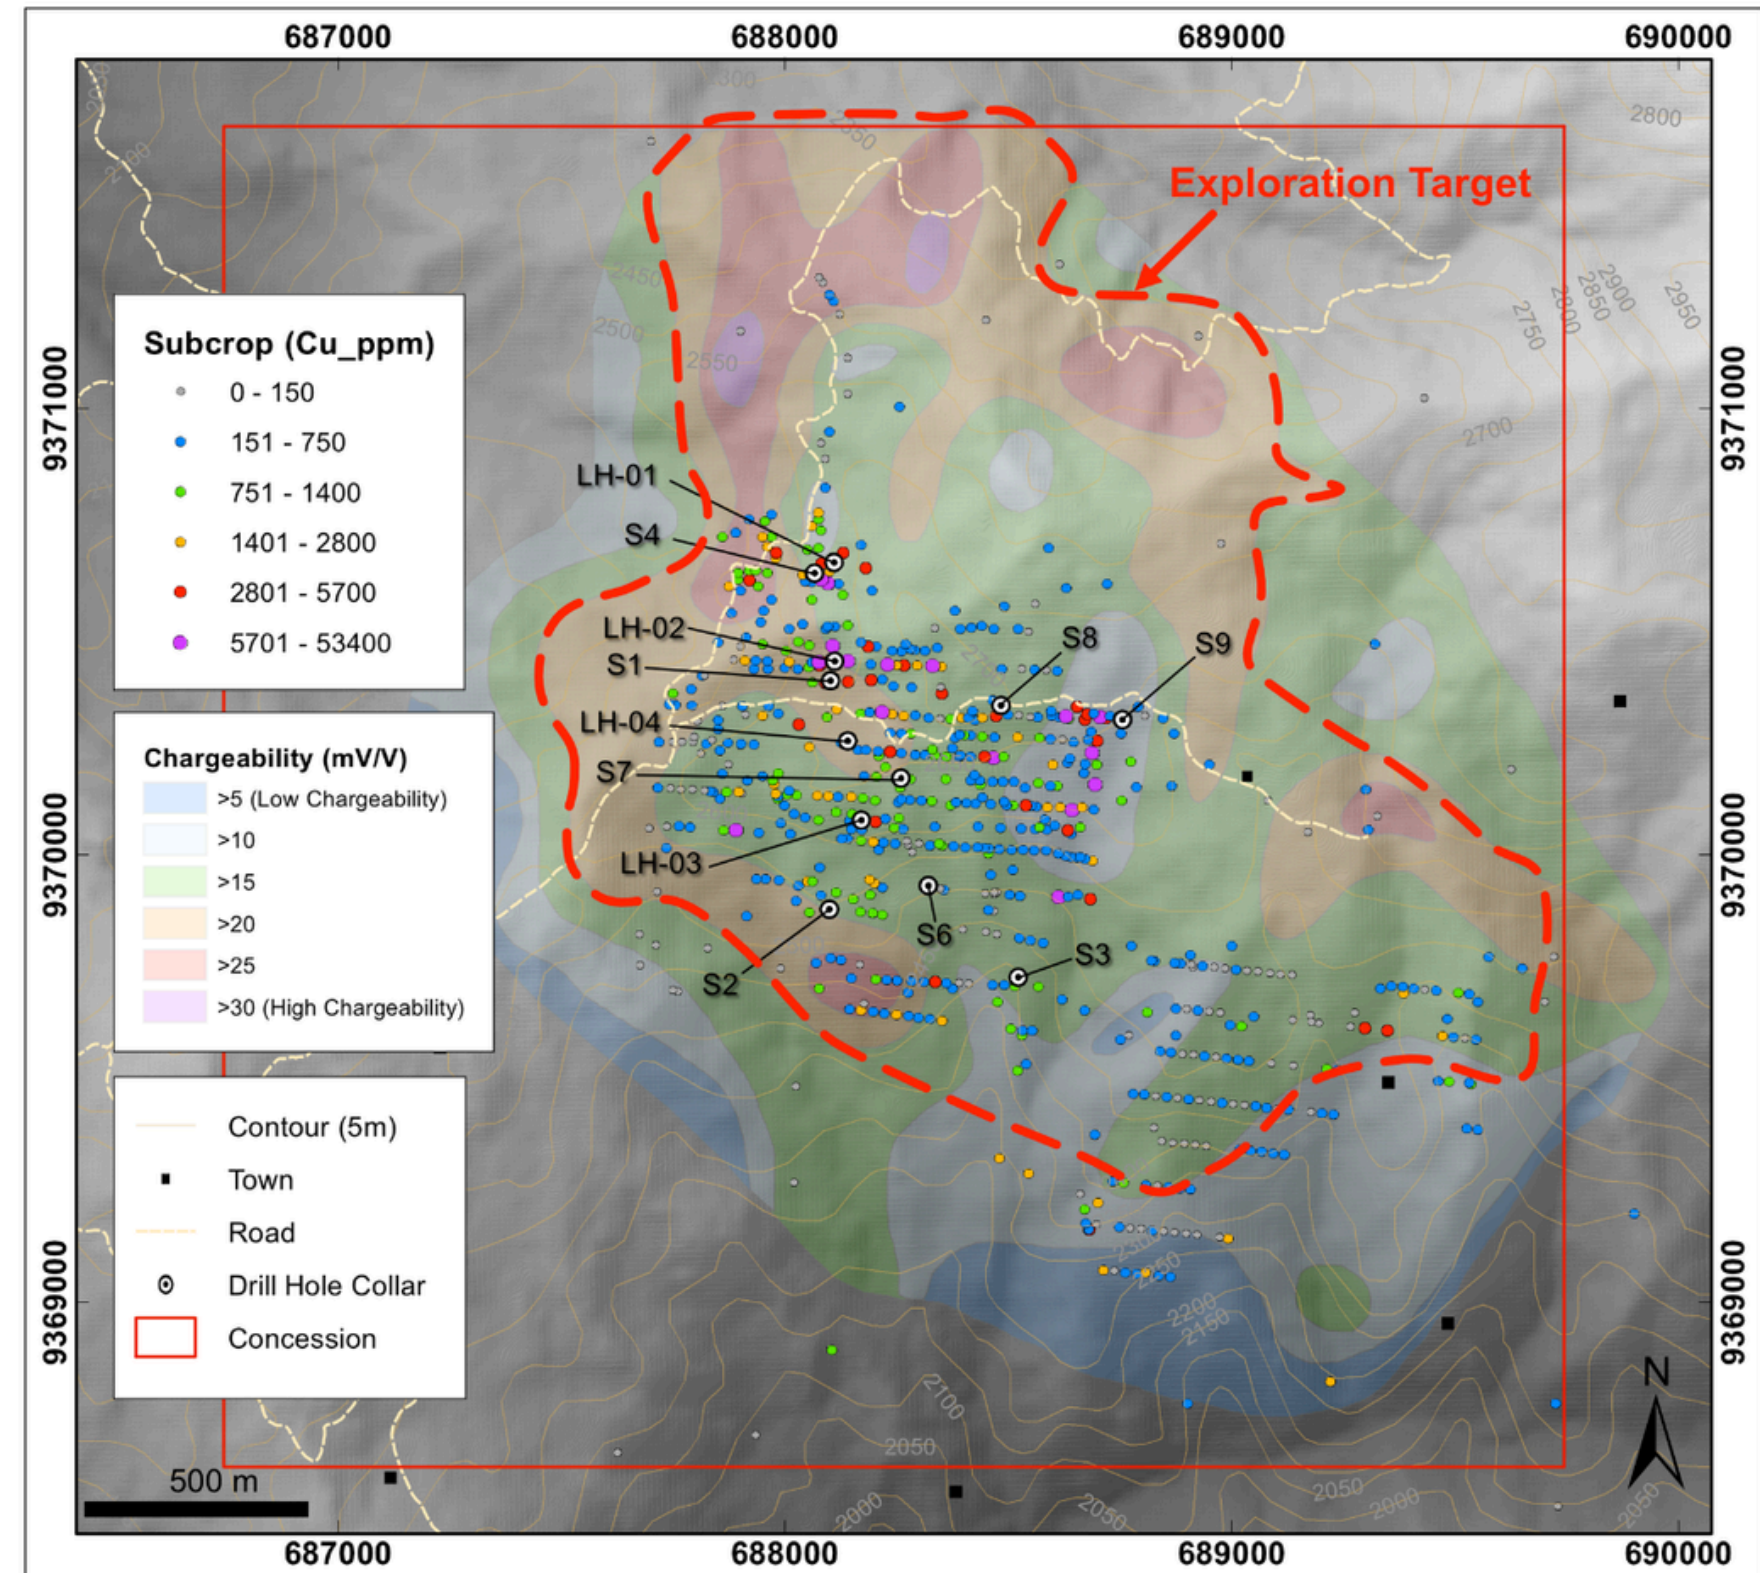 687000 688000 689000 690000
Exploration Target
Subcrop (Cu_ppm)
0 - 150
151 - 750
751 - 1400
1401 - 2800
2801 - 5700
5701 - 53400
Chargeability (mV/V)
>5 (Low Chargeability)
>10
>15
>20
>25
>30 (High Chargeability)
Contour (5m)
Town
Road
Drill Hole Collar
Concession
500 m
LH-01
S4
LH-02
S1
LH-04
S7
LH-03
S2
S6
S3
S8
S9
9371000
9370000
9369000
9371000
9370000
9369000
2800
2450
2500
2550
2900
2850
2800
2750
2950
2700
2300
2250
2200
2150
2100
2050
2000
2050
2050
2000
2050
N
687000 688000 689000 690000